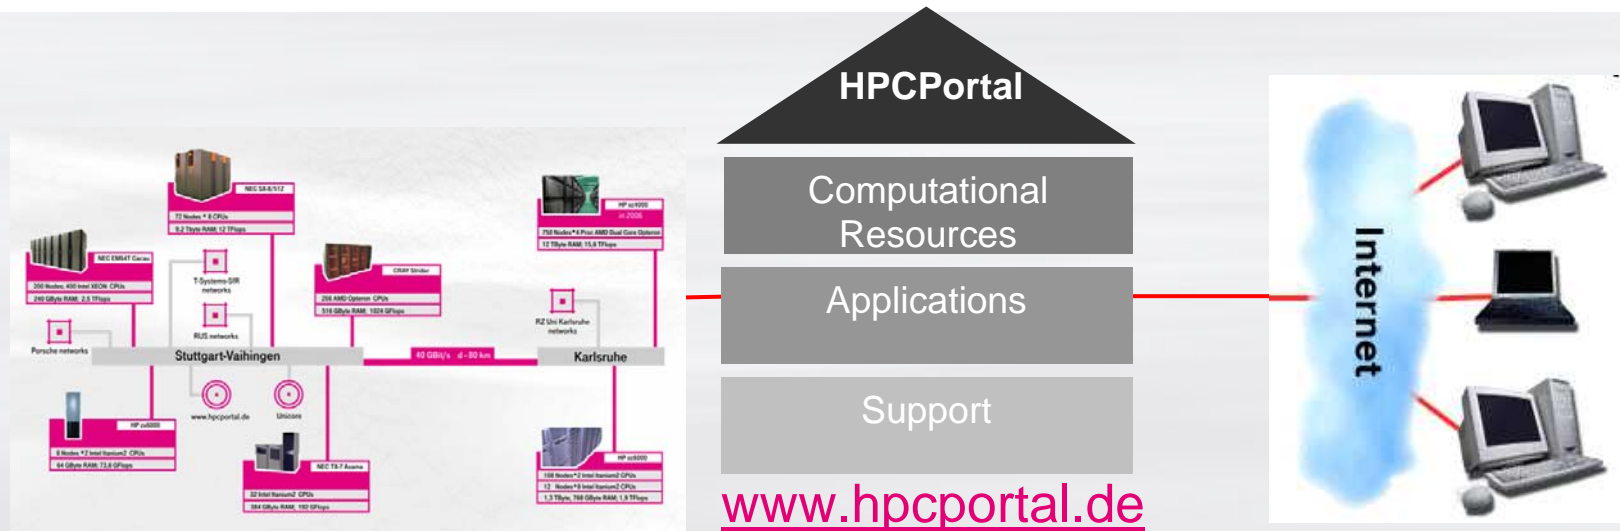 HPCPortal
Computational
Resources
Applications
Support
www.hpcportal.de
Internet
NEC SX-8/512
72 Nodes * 8 CPUs
9.2 Tbyte RAM; 12 TFlops
NEC EM64T Cacau
200 Nodes, 400 Intel XEON CPUs
240 GByte RAM; 2,5 TFlops
T-Systems-SfR
networks
RUS networks
Porsche networks
CRAY Strider
256 AMD Opteron CPUs
516 GByte RAM; 1024 GFlops
HP xc4000
in 2006
750 Nodes*4 Proc AMD Dual Core Opteron
12 TByte RAM; 15,6 TFlops
RZ Uni Karlsruhe
networks
Stuttgart-Vaihingen
40 GBit/s d~80 km
Karlsruhe
www.hpcportal.de
Unicore
HP zx6000
8 Nodes *2 Intel Itanium2 CPUs
64 GByte RAM; 73,6 GFlops
NEC TX-7 Asama
32 Intel Itanium2 CPUs
384 GByte RAM; 192 GFlops
HP xc6000
108 Nodes*2 Intel Itanium2 CPUs
12 Nodes*8 Intel Itanium2 CPUs
1,3 TByte, 768 GByte RAM; 1,9 TFlops